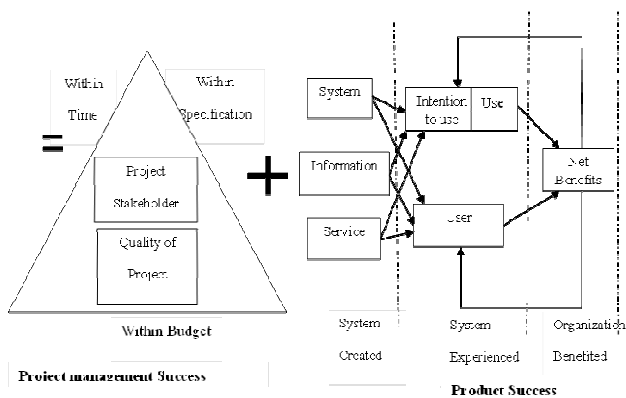 =
Within
Time
Within
Specification
Project
Stakeholder
Quality of
Project
Within Budget
Project management Success
+
System
Information
Service
Intention
to use
Use
User
Net
Benefits
System
Created
System
Experienced
Organization
Benefited
Product Success